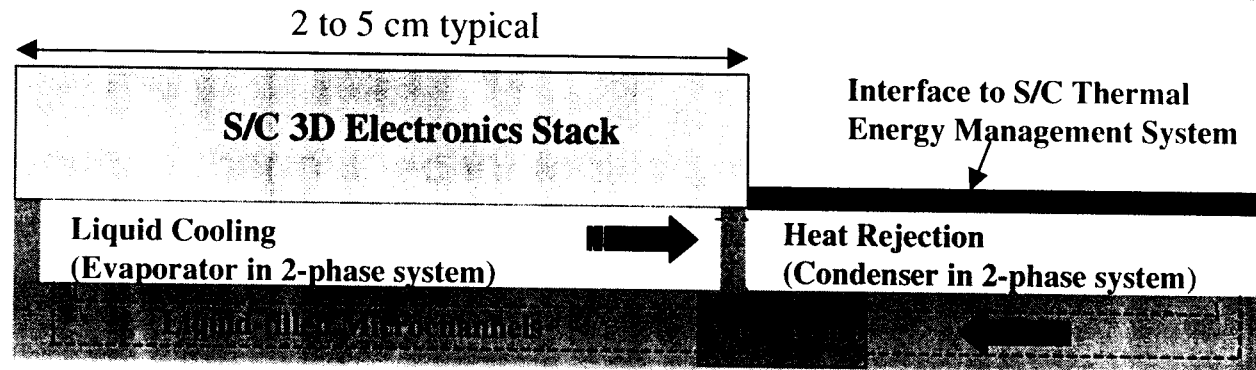 2 to 5 cm typical
Interface to S/C Thermal
Energy Management System
S/C 3D Electronics Stack
Liquid Cooling
(Evaporator in 2-phase system)
Heat Rejection
(Condenser in 2-phase system)